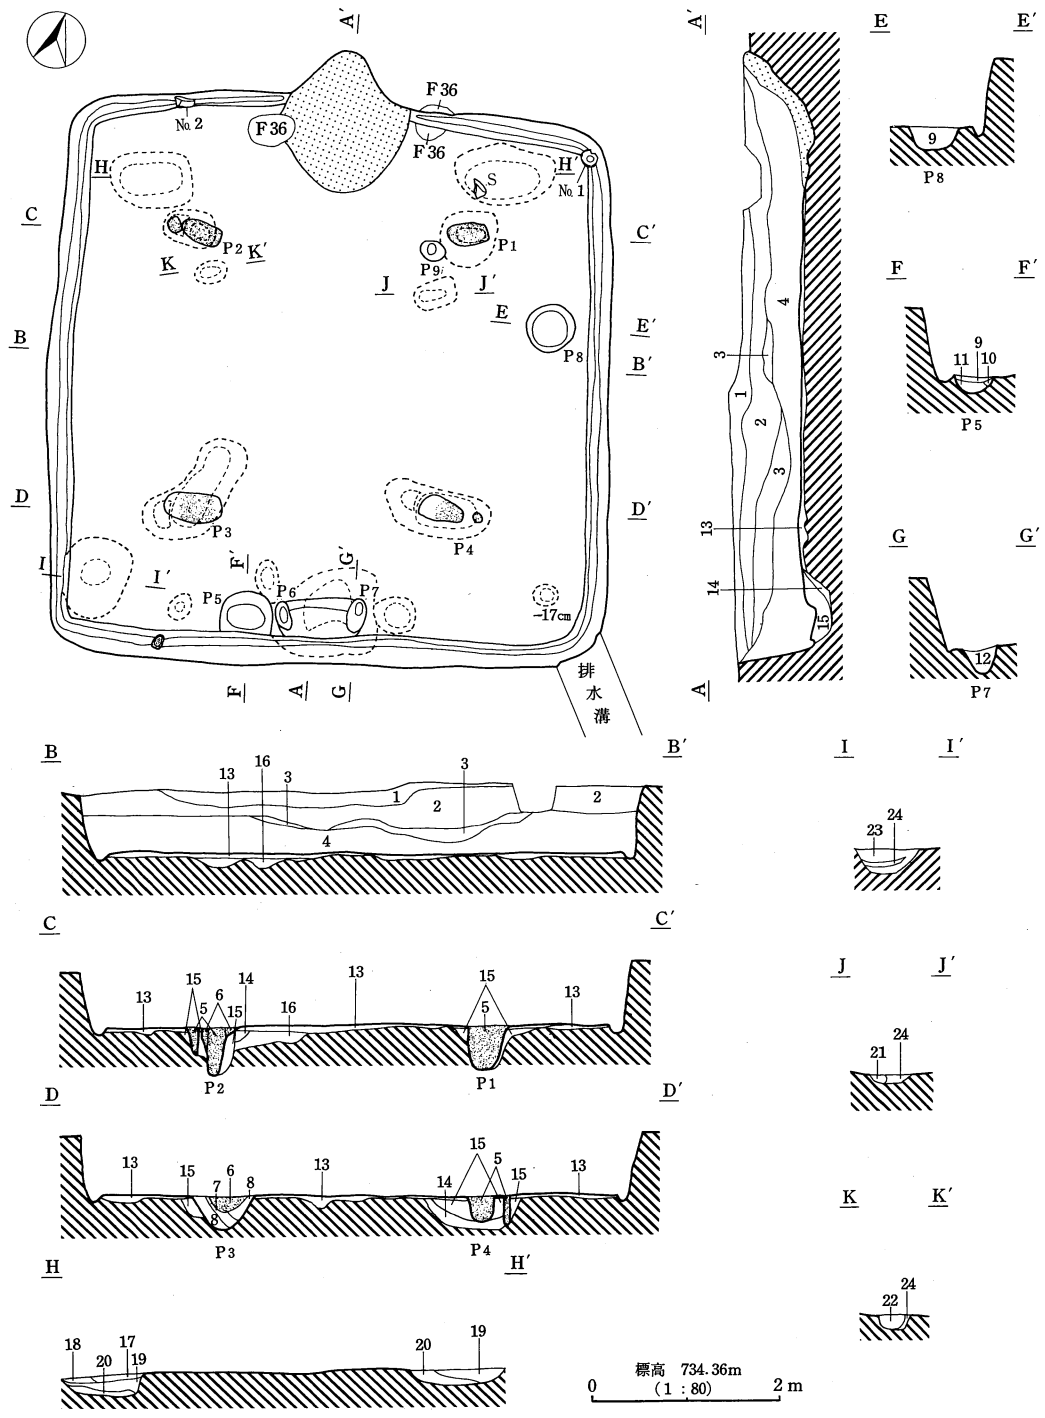 A′
A′
E E′
F36
No.2
F36
F36
H
H′
S
No.1
9
P8
C
C′
P2
P1
K
K′
P9
J
J′
F F′
E
E′
P8
B
B′
4
3
1
2
3
9
11 10
P5
D
D′
P3
P4
13
14
15
G G′
F′
G′
I
I′
P5
P6
P7
-17cm
12
P7
F
A
G
A
排
水
溝
B
B′
13 16 3 3
1
2
2
4
I I′
23 24
C
C′
13 15 5 6 15 14 16 13 15 5 13
P2
P1
J J′
21 24
D
D′
13 15 7 6 8 8 13 14 15 5 15 13
P3
P4
K K′
22 24
H
H′
18 20 17 19 20 19
標高 734.36m
(1:80)
0 2m